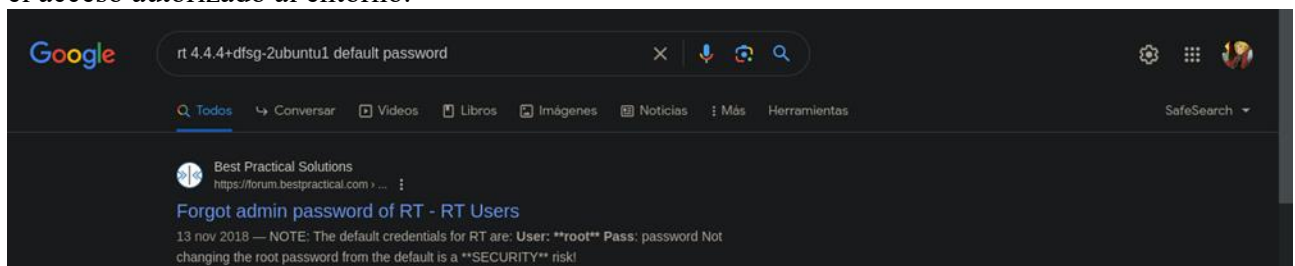 el acceso autorizado al entorno.
Google
rt 4.4.4+dfsg-2ubuntu1 default password
Todos Conversar Videos Libros Imágenes Noticias Más Herramientas SafeSearch
Best Practical Solutions
https://forum.bestpractical.com › ...
Forgot admin password of RT - RT Users
13 nov 2018 — NOTE: The default credentials for RT are: User: **root** Pass: password Not
changing the root password from the default is a **SECURITY** risk!